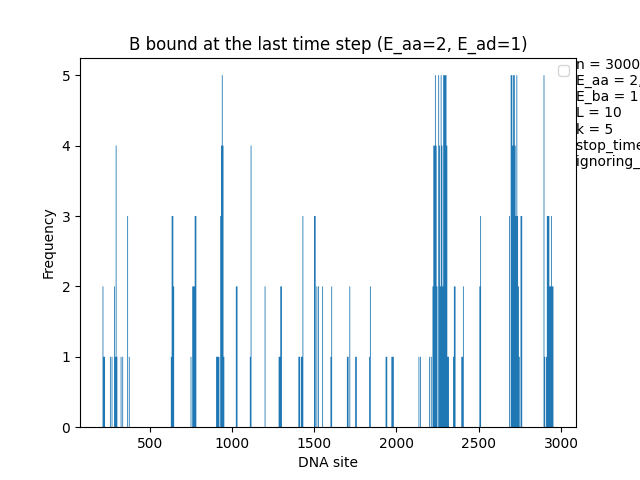 B bound at the last time step (E_aa=2, E_ad=1)
5
4
3
2
1
0
Frequency
500
1000
1500
2000
2500
3000
DNA site
n = 3000
E_aa = 2,
E_ba = 1
L = 10
k = 5
stop_time
ignoring_